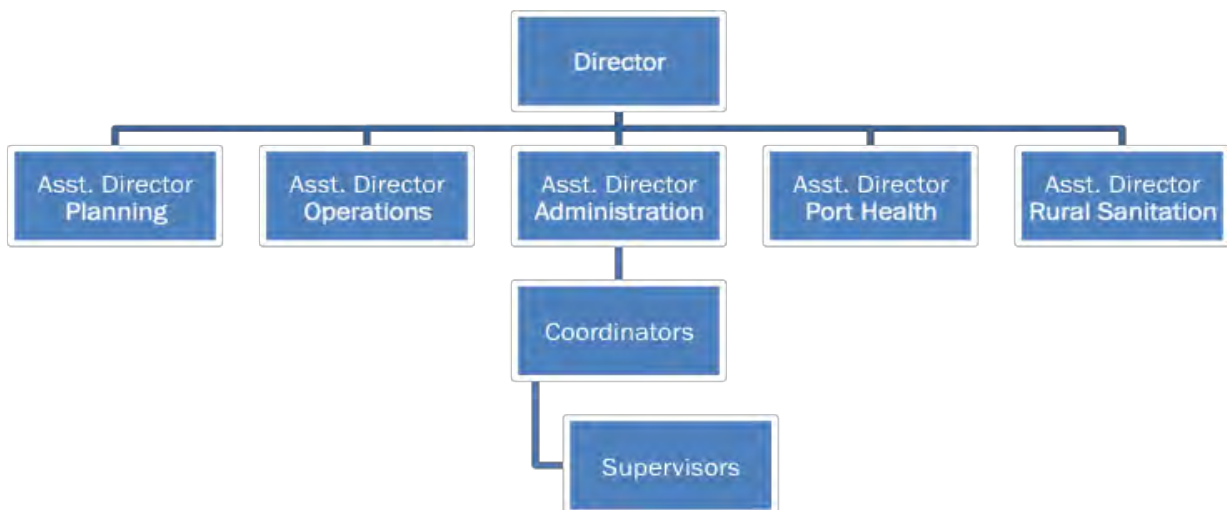 Director
Asst. Director
Planning
Asst. Director
Operations
Asst. Director
Administration
Asst. Director
Port Health
Asst. Director
Rural Sanitation
Coordinators
Supervisors